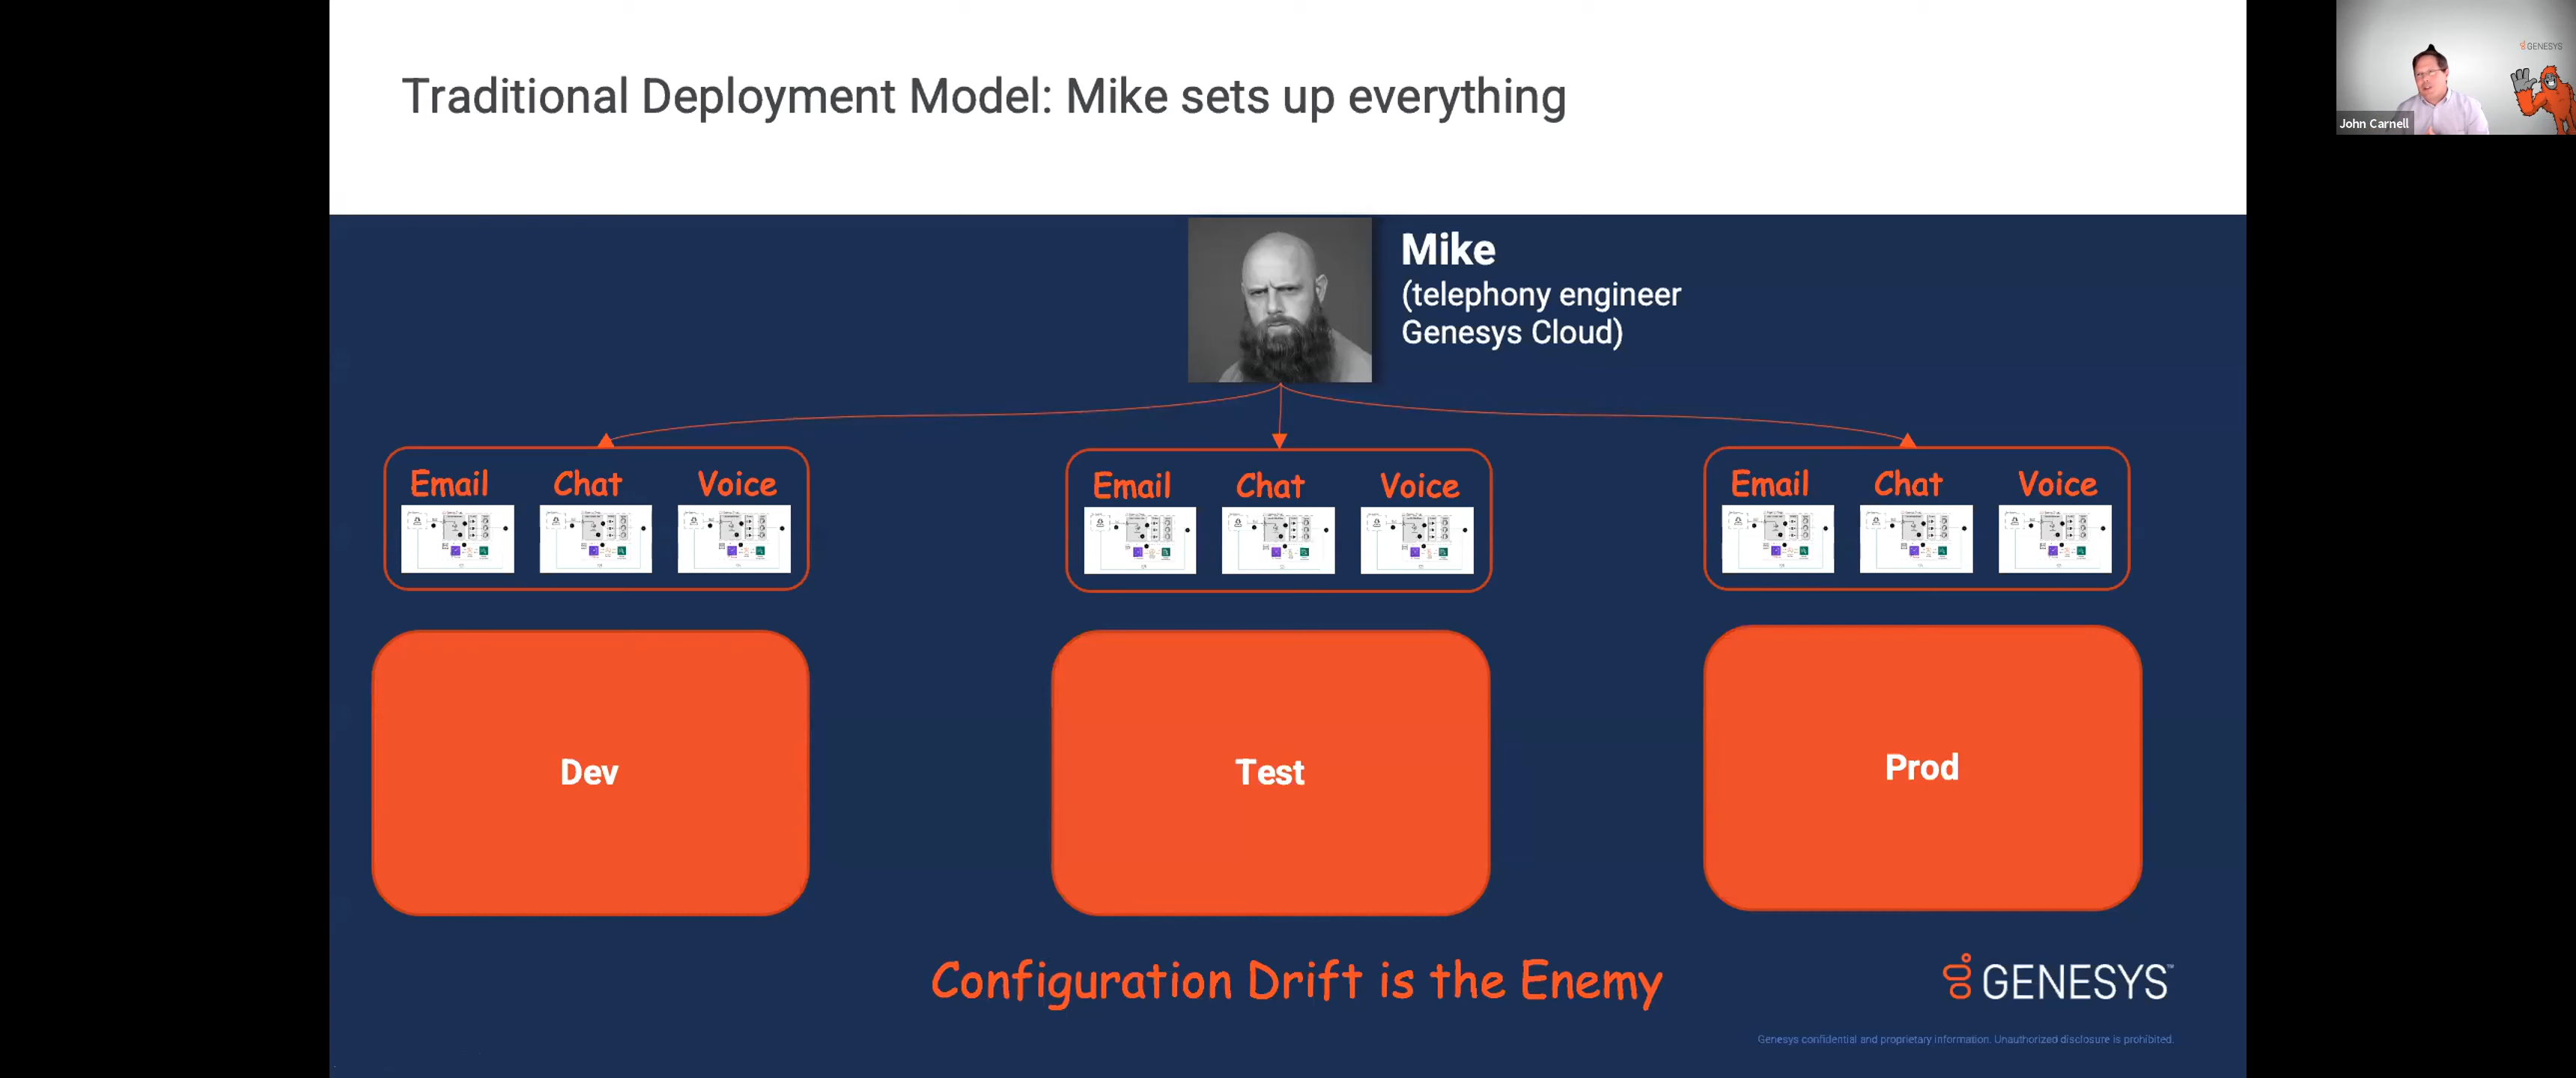 Traditional Deployment Model: Mike sets up everything
GENESYS
John Carnell
Mike
(telephony engineer
Genesys Cloud)
Email Chat Voice
Email Chat Voice
Email Chat Voice
Dev
Test
Prod
Configuration Drift is the Enemy
GENESYS™
Genesys confidential and proprietary information. Unauthorized disclosure is prohibited.